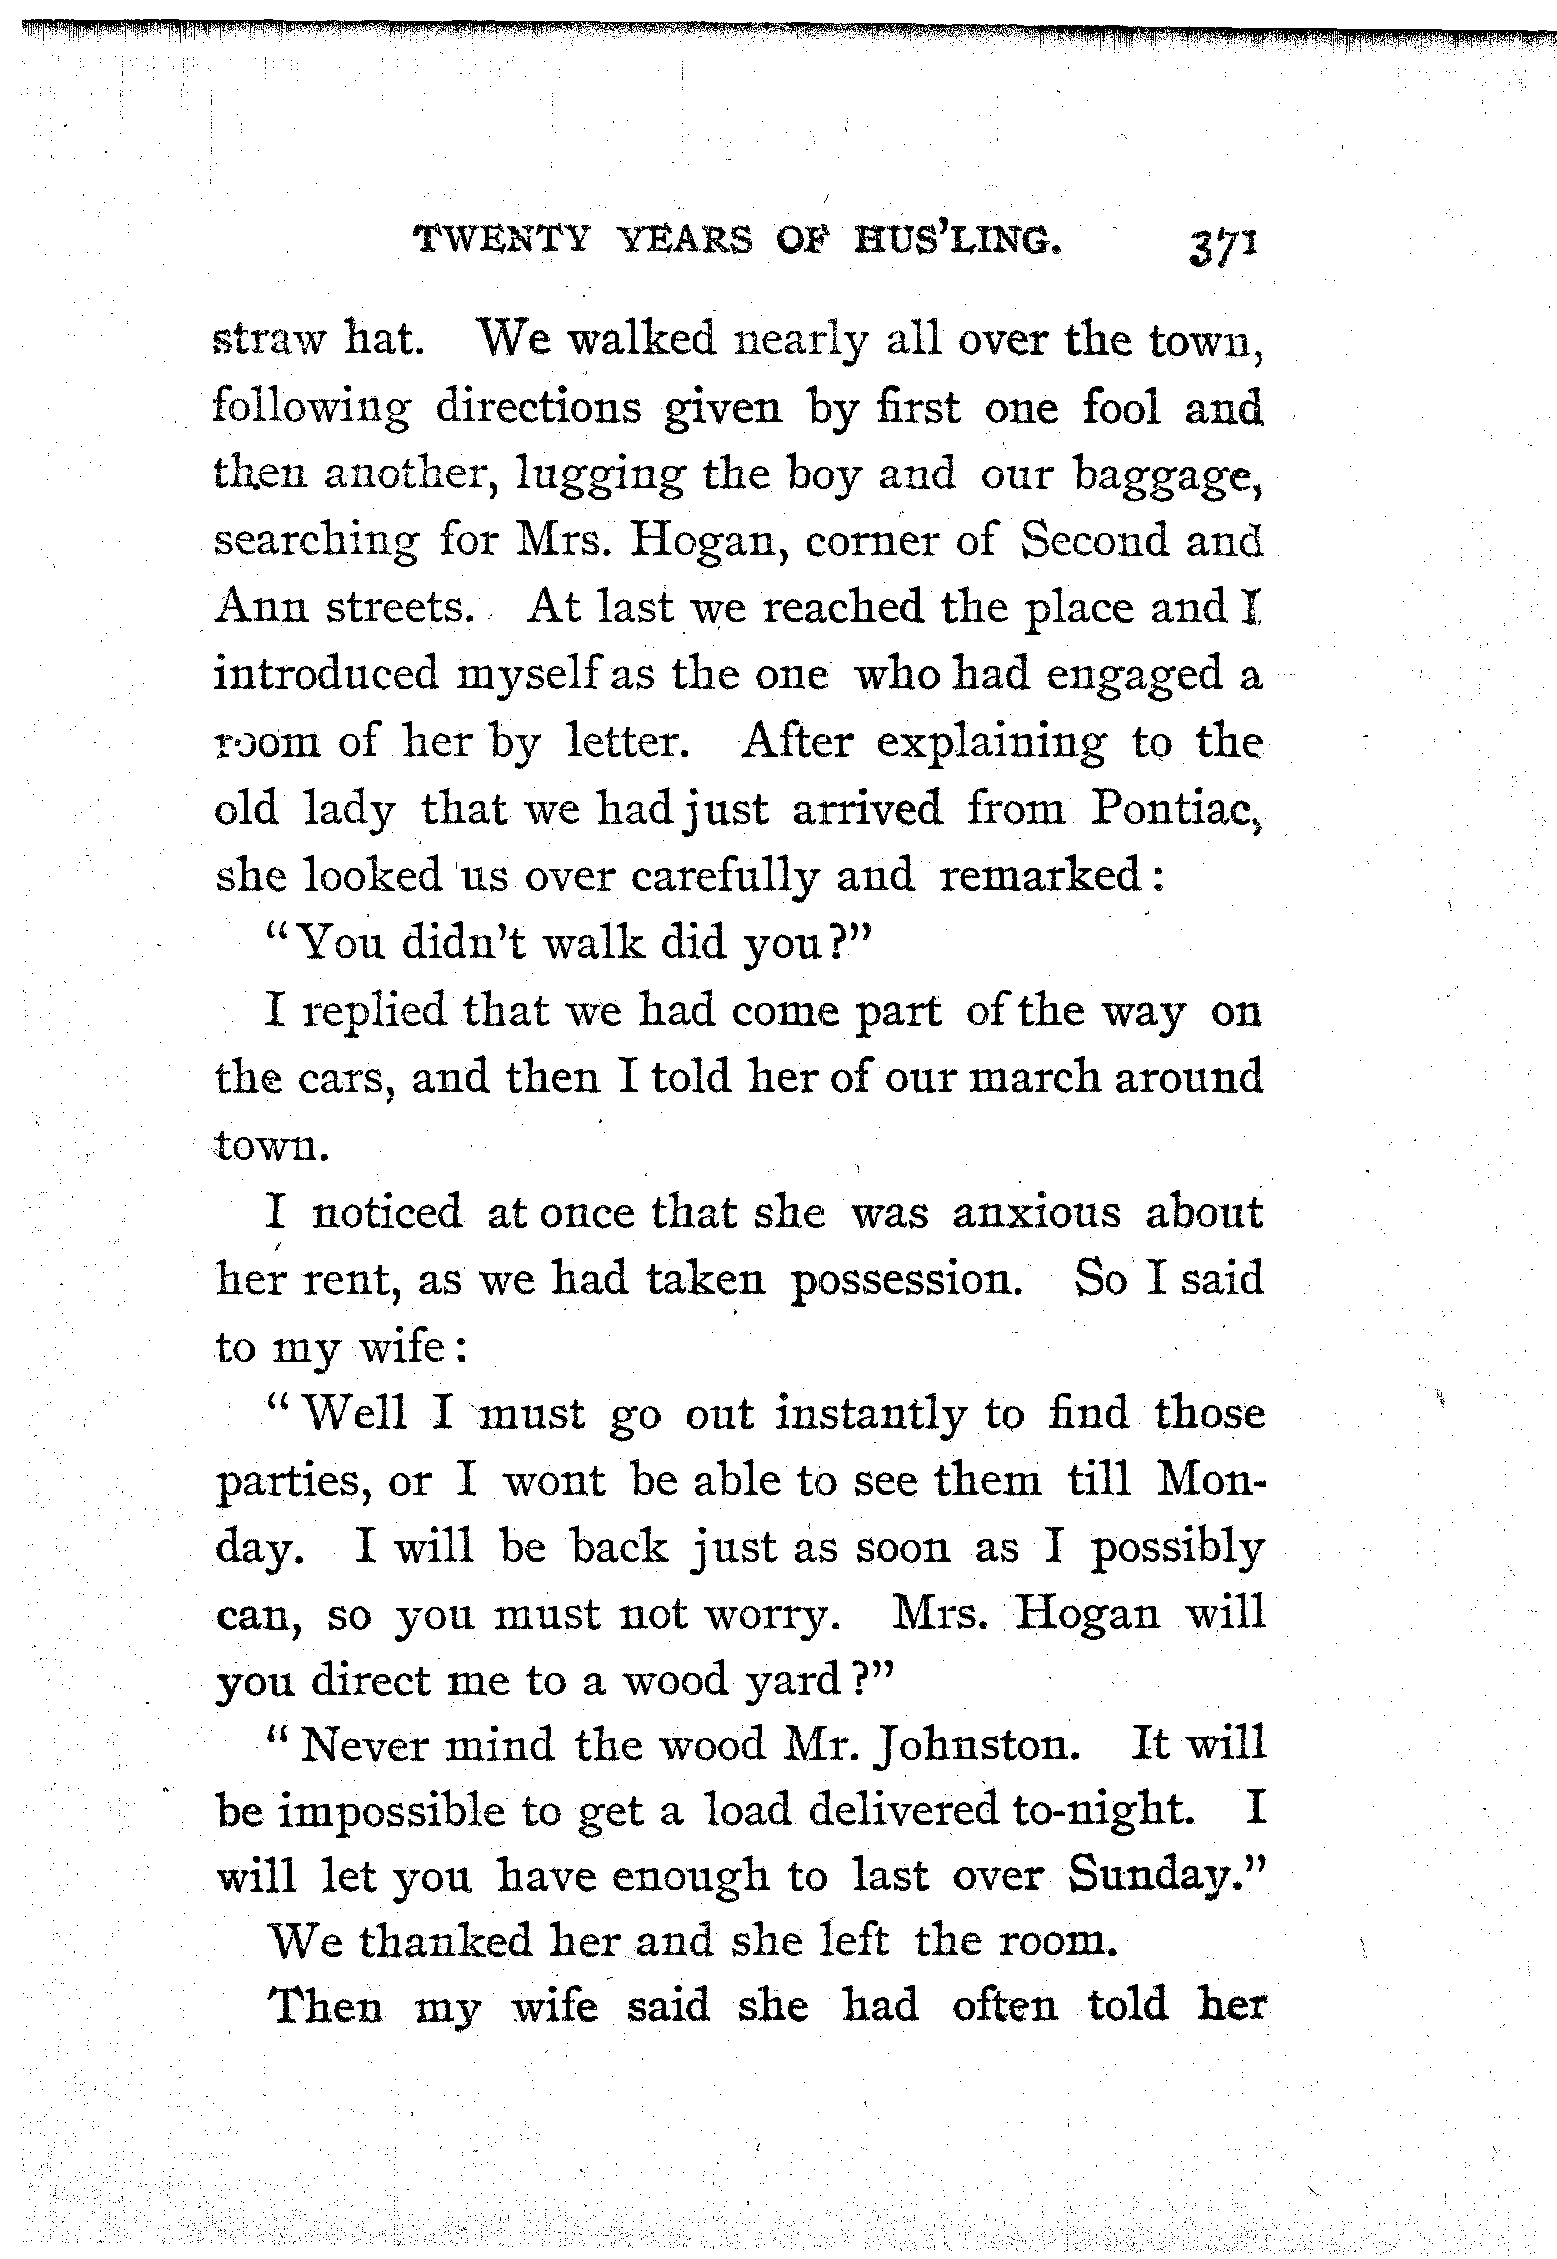 TWENTY YEARS OF HUS'LING. 371
straw hat. We walked nearly all over the town,
following directions given by first one fool and
then another, lugging the boy and our baggage,
searching for Mrs. Hogan, corner of Second and
Ann streets. At last we reached the place and I
introduced myself as the one who had engaged a
room of her by letter. After explaining to the
old lady that we had just arrived from Pontiac,
she looked us over carefully and remarked:
"You didn't walk did you?"
I replied that we had come part of the way on
the cars, and then I told her of our march around
town.
I noticed at once that she was anxious about
her rent, as we had taken possession. So I said
to my wife:
"Well I must go out instantly to find those
parties, or I wont be able to see them till Mon-
day. I will be back just as soon as I possibly
can, so you must not worry. Mrs. Hogan will
you direct me to a wood yard?"
"Never mind the wood Mr. Johnston. It will
be impossible to get a load delivered to-night. I
will let you have enough to last over Sunday."
We thanked her and she left the room.
Then my wife said she had often told her